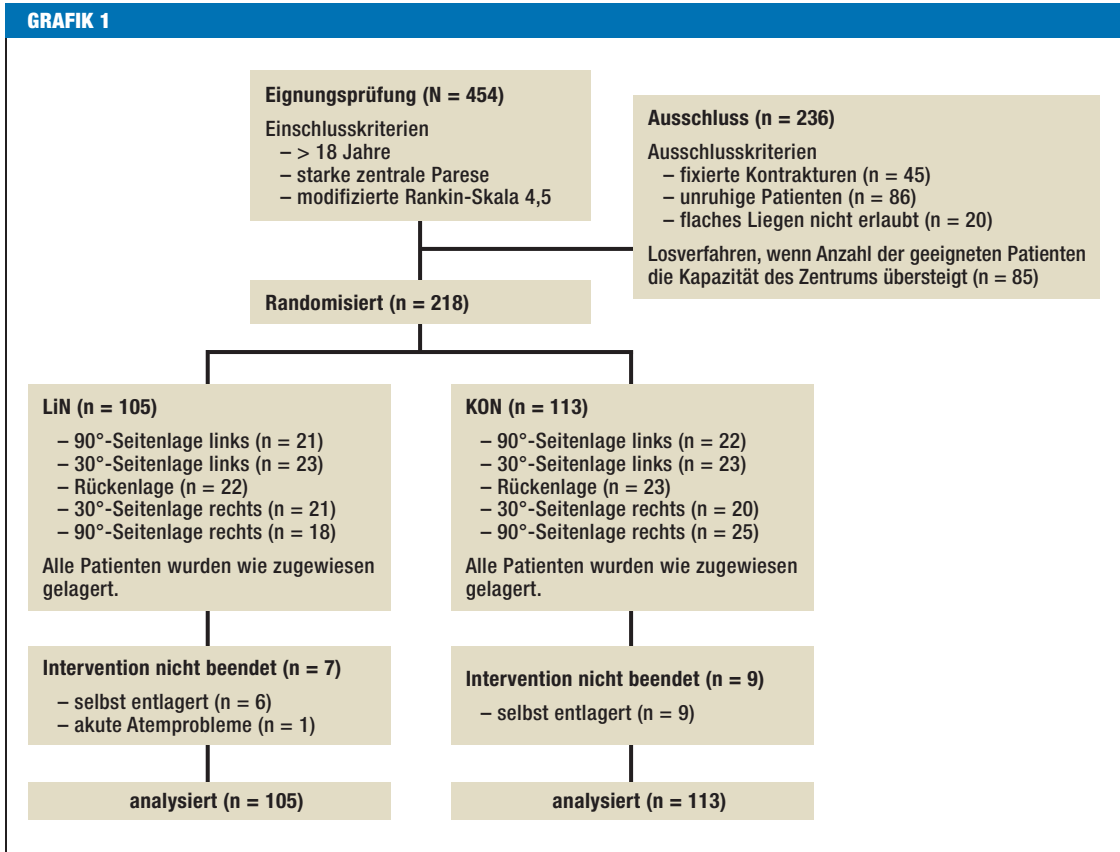 GRAFIK 1
Eignungsprüfung (N = 454)
Einschlusskriterien
– > 18 Jahre
– starke zentrale Parese
– modifizierte Rankin-Skala 4,5
Ausschluss (n = 236)
Ausschlusskriterien
– fixierte Kontrakturen (n = 45)
– unruhige Patienten (n = 86)
– flaches Liegen nicht erlaubt (n = 20)
Losverfahren, wenn Anzahl der geeigneten Patienten
die Kapazität des Zentrums übersteigt (n = 85)
Randomisiert (n = 218)
LiN (n = 105)
– 90°-Seitenlage links (n = 21)
– 30°-Seitenlage links (n = 23)
– Rückenlage (n = 22)
– 30°-Seitenlage rechts (n = 21)
– 90°-Seitenlage rechts (n = 18)
Alle Patienten wurden wie zugewiesen
gelagert.
KON (n = 113)
– 90°-Seitenlage links (n = 22)
– 30°-Seitenlage links (n = 23)
– Rückenlage (n = 23)
– 30°-Seitenlage rechts (n = 20)
– 90°-Seitenlage rechts (n = 25)
Alle Patienten wurden wie zugewiesen
gelagert.
Intervention nicht beendet (n = 7)
– selbst entlagert (n = 6)
– akute Atemprobleme (n = 1)
Intervention nicht beendet (n = 9)
– selbst entlagert (n = 9)
analysiert (n = 105)
analysiert (n = 113)